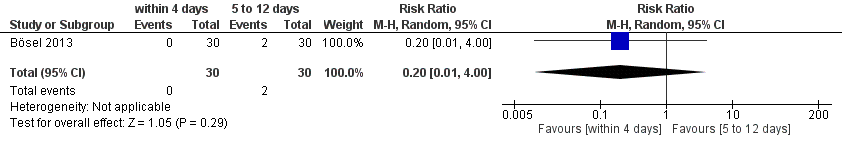 within 4 days 5 to 12 days Risk Ratio Risk Ratio
Study or Subgroup Events Total Events Total Weight M-H, Random, 95% CI M-H, Random, 95% CI
Bösel 2013 0 30 2 30 100.0% 0.20 [0.01, 4.00]
Total (95% CI) 30 30 100.0% 0.20 [0.01, 4.00]
Total events 0 2
Heterogeneity: Not applicable
Test for overall effect: Z = 1.05 (P = 0.29)
0.005 0.1 1 10 200
Favours [within 4 days] Favours [5 to 12 days]